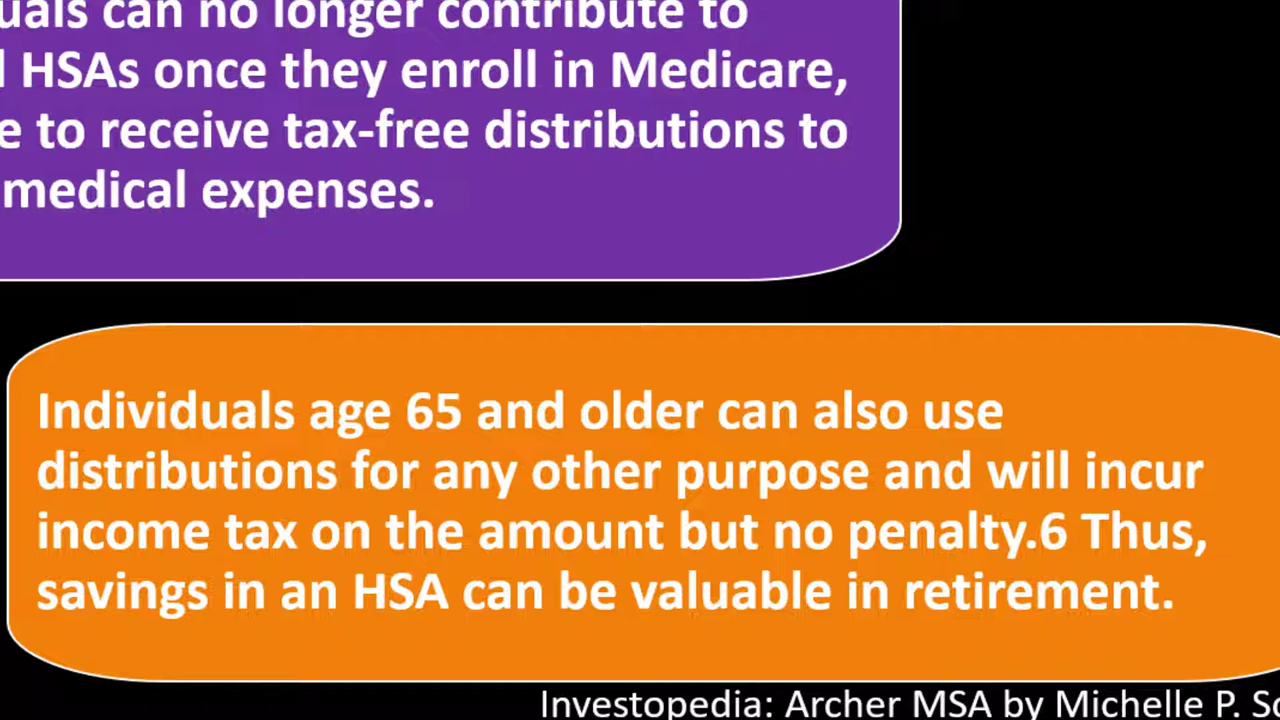 uals can no longer contribute to
HSAs once they enroll in Medicare,
e to receive tax-free distributions to
medical expenses.
Individuals age 65 and older can also use
distributions for any other purpose and will incur
income tax on the amount but no penalty.6 Thus,
savings in an HSA can be valuable in retirement.
Investopedia: Archer MSA by Michelle P. Sc